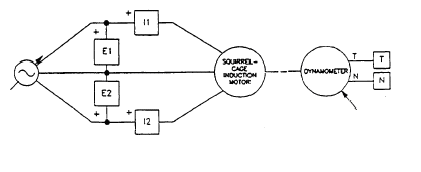 + I1
+
E1
SQUIRREL-
CAGE
INDUCTION
MOTOR
DYNAMOMETER
T T
N N
+
E2
+ + I2